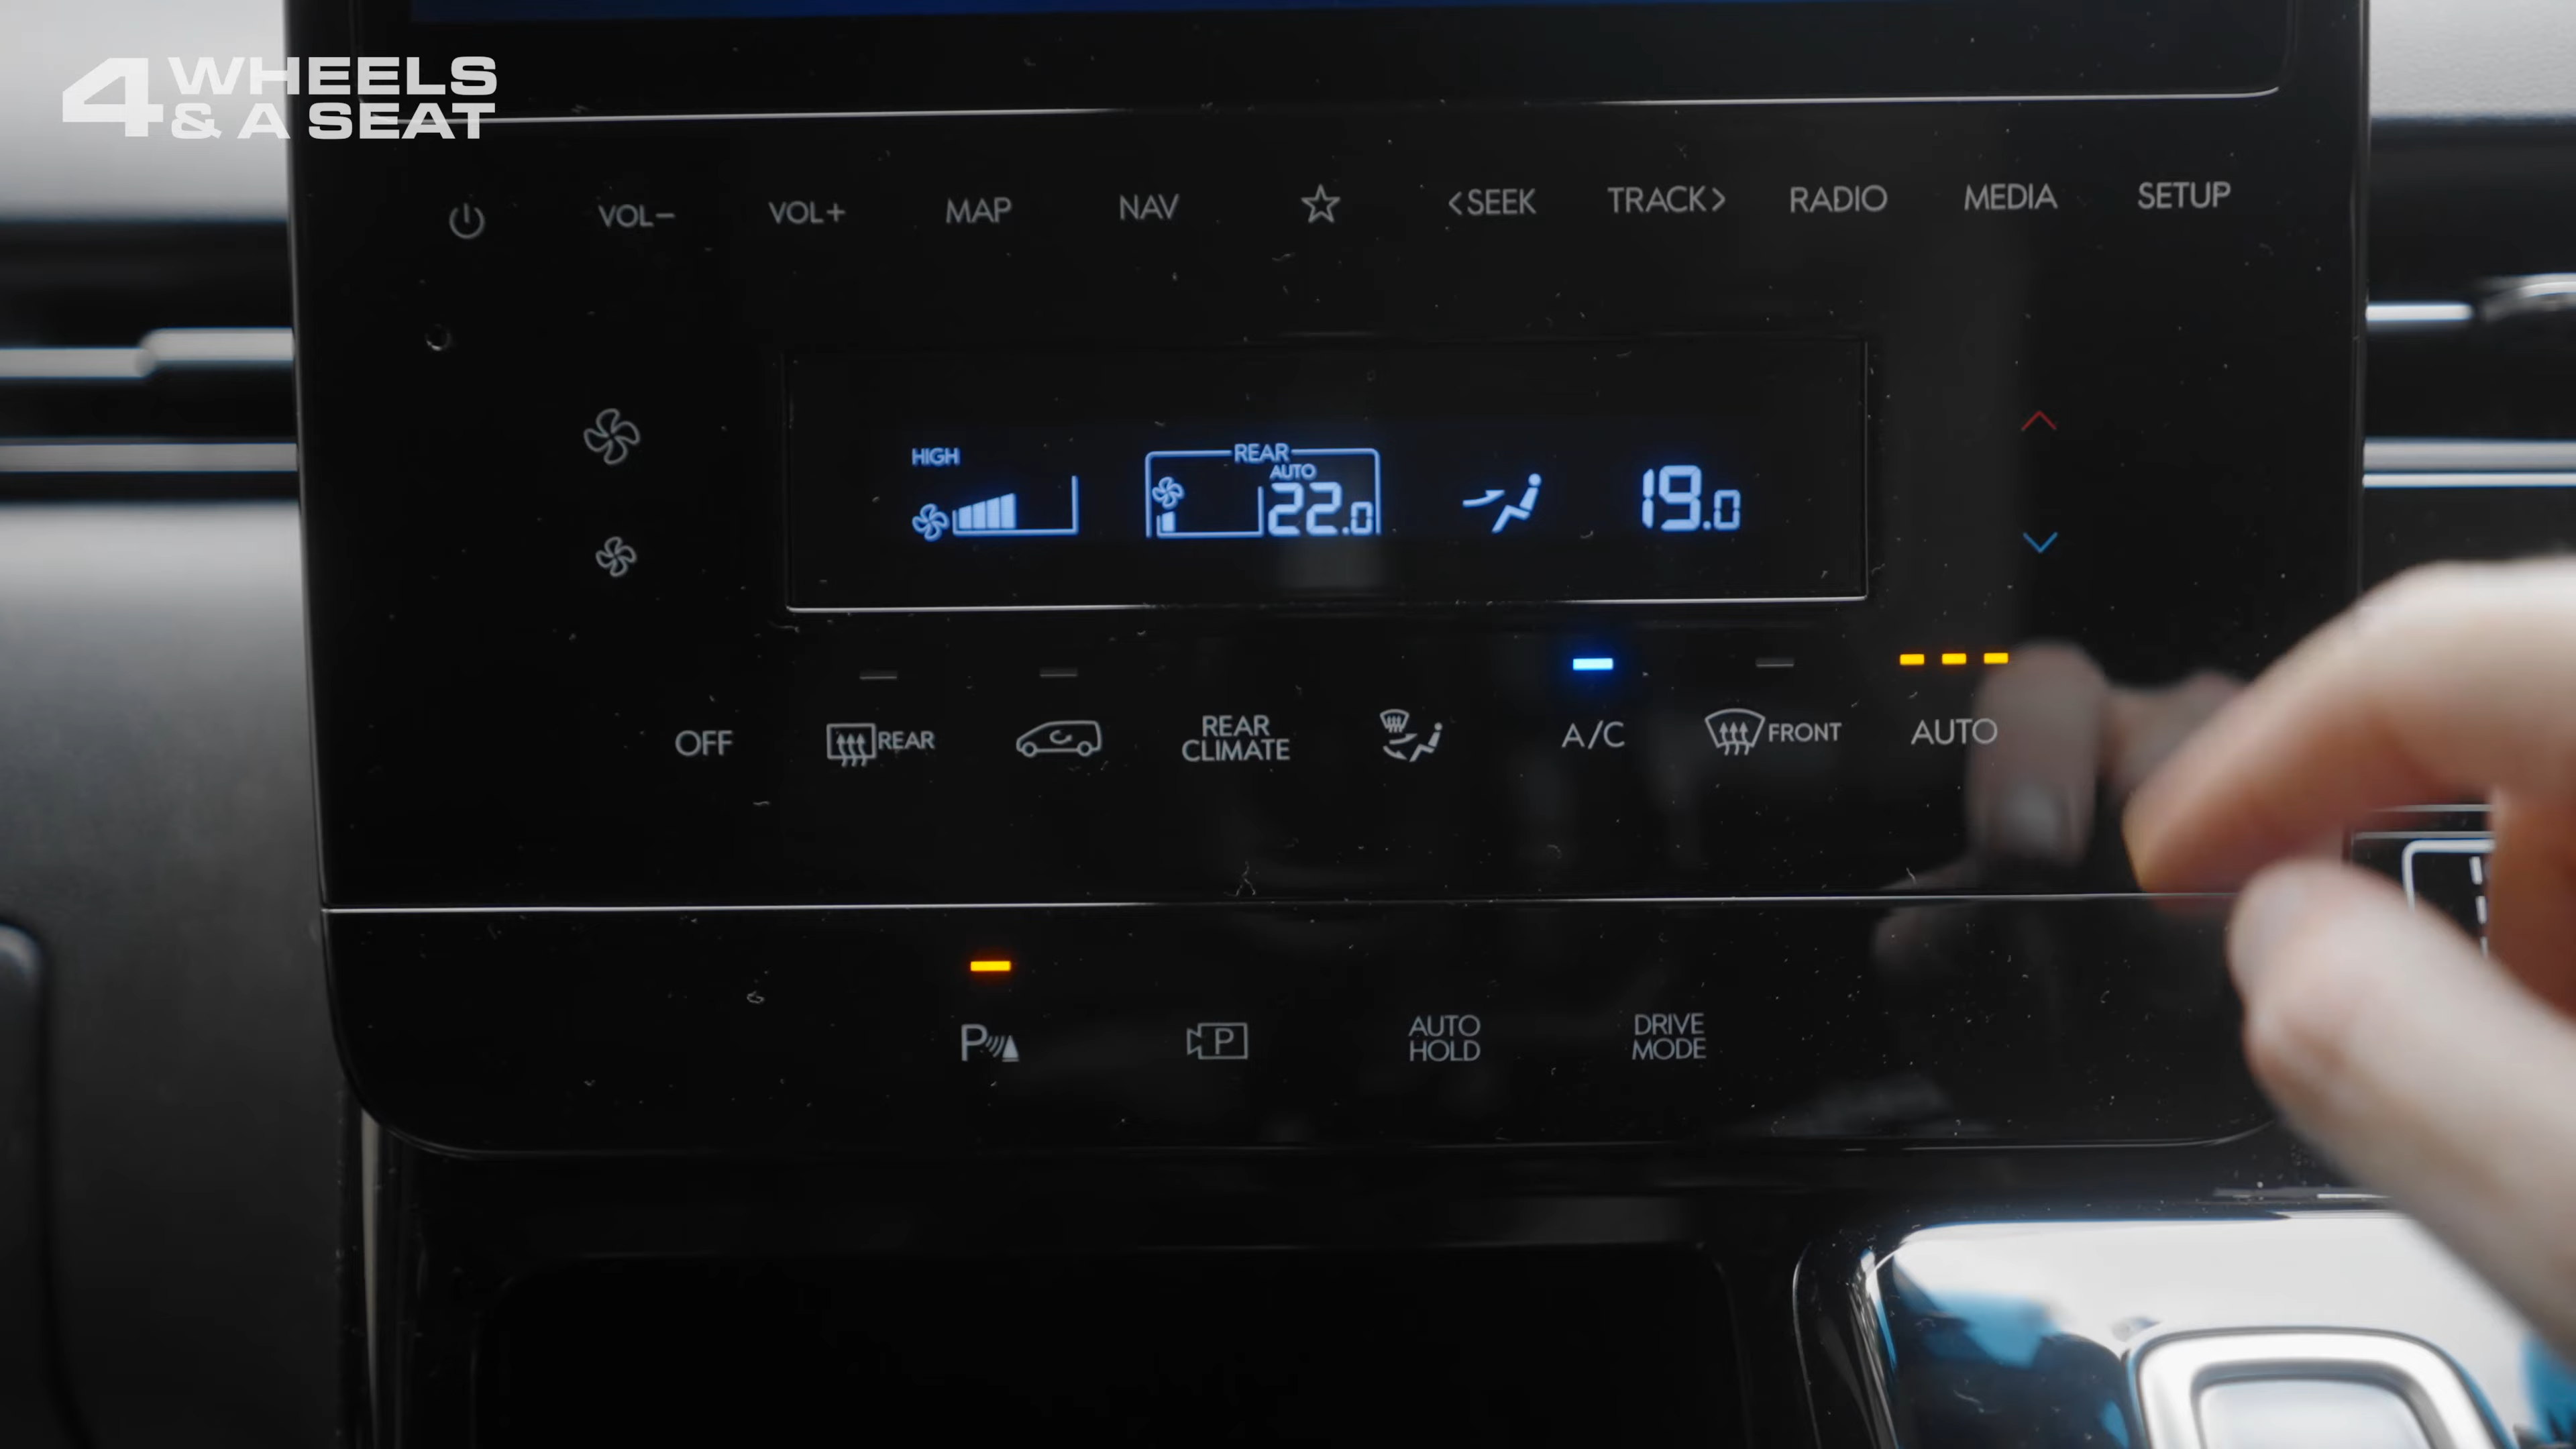 4 WHEELS
& A SEAT
VOL− VOL+ MAP NAV <SEEK TRACK> RADIO MEDIA SETUP
HIGH
REAR
AUTO
22.0
19.0
OFF
REAR
REAR
CLIMATE
A/C
FRONT
AUTO
P
P
AUTO
HOLD
DRIVE
MODE